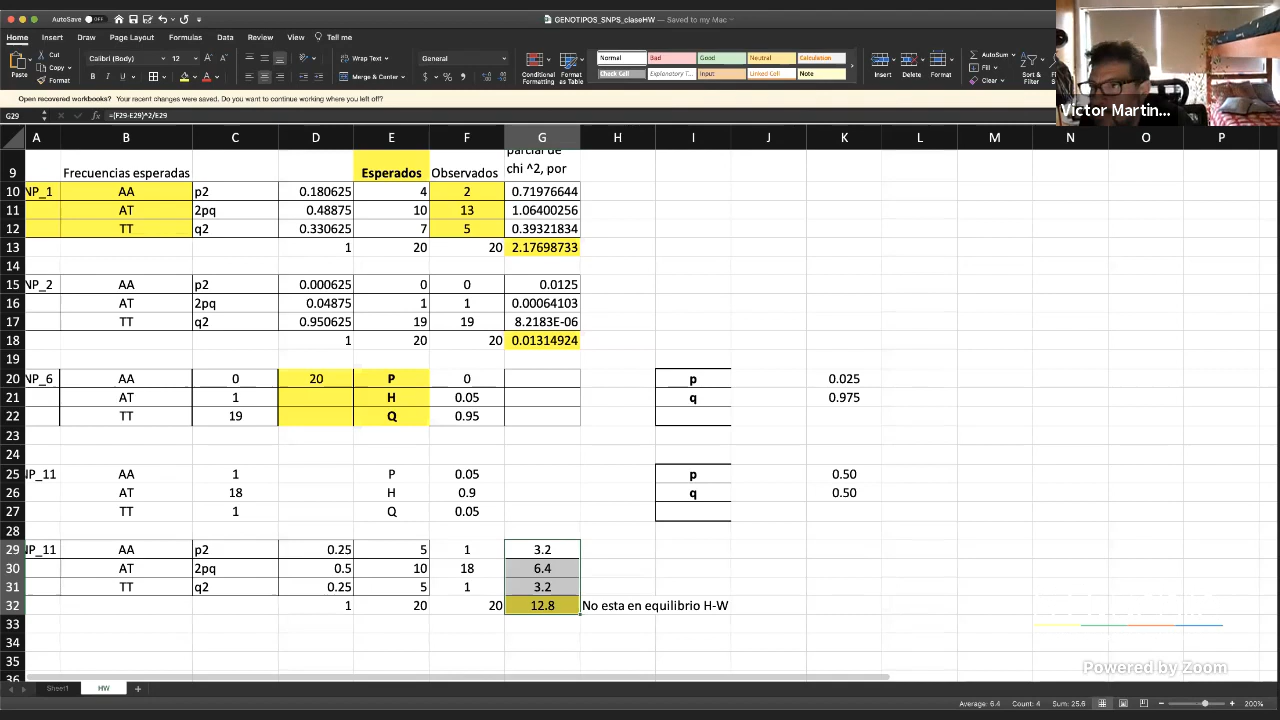 AutoSave OFF GENOTIPOS_SNPS_claseHW — Saved to my Mac
Home Insert Draw Page Layout Formulas Data Review View Tell me
Paste Cut Copy Format Calibri (Body) 12 B I U A Wrap Text Merge & Center General $ % Conditional Formatting Format as Table Normal Bad Good Neutral Calculation Check Cell Explanatory T... Input Linked Cell Note Insert Delete Format AutoSum Fill Clear Sort & Filter
Open recovered workbooks? Your recent changes were saved. Do you want to continue working where you left off?
Victor Martin...
G29 fx =(F29-E29)^2/E29
A B C D E F G H I J K L M N O P
parcial de
9 Frecuencias esperadas Esperados Observados chi ^2, por
10 NP_1 AA p2 0.180625 4 2 0.71976644
11 AT 2pq 0.48875 10 13 1.06400256
12 TT q2 0.330625 7 5 0.39321834
13 1 20 20 2.17698733
14
15 NP_2 AA p2 0.000625 0 0 0.0125
16 AT 2pq 0.04875 1 1 0.00064103
17 TT q2 0.950625 19 19 8.2183E-06
18 1 20 20 0.01314924
19
20 NP_6 AA 0 20 P 0 p 0.025
21 AT 1 H 0.05 q 0.975
22 TT 19 Q 0.95
23
24
25 NP_11 AA 1 P 0.05 p 0.50
26 AT 18 H 0.9 q 0.50
27 TT 1 Q 0.05
28
29 NP_11 AA p2 0.25 5 1 3.2
30 AT 2pq 0.5 10 18 6.4
31 TT q2 0.25 5 1 3.2
32 1 20 20 12.8 No esta en equilibrio H-W
33
34
35
36
Powered by Zoom
Sheet1 HW +
Average: 6.4 Count: 4 Sum: 25.6 200%